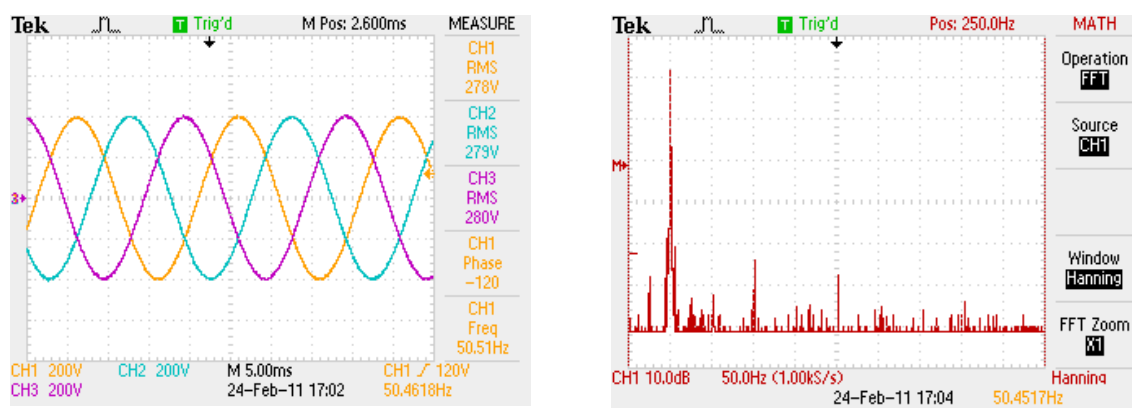 Tek Trig'd M Pos: 2.600ms MEASURE
CH1
RMS
278V
CH2
RMS
279V
CH3
RMS
280V
CH1
Phase
-120
CH1
Freq
50.51Hz
3
CH1 200V CH2 200V M 5.00ms CH1 / 120V
CH3 200V 24-Feb-11 17:02 50.4618Hz
Tek Trig'd Pos: 250.0Hz MATH
Operation
FFT
Source
CH1
M
Window
Hanning
FFT Zoom
X1
CH1 10.0dB 50.0Hz (1.00kS/s) Hanning
24-Feb-11 17:04 50.4517Hz